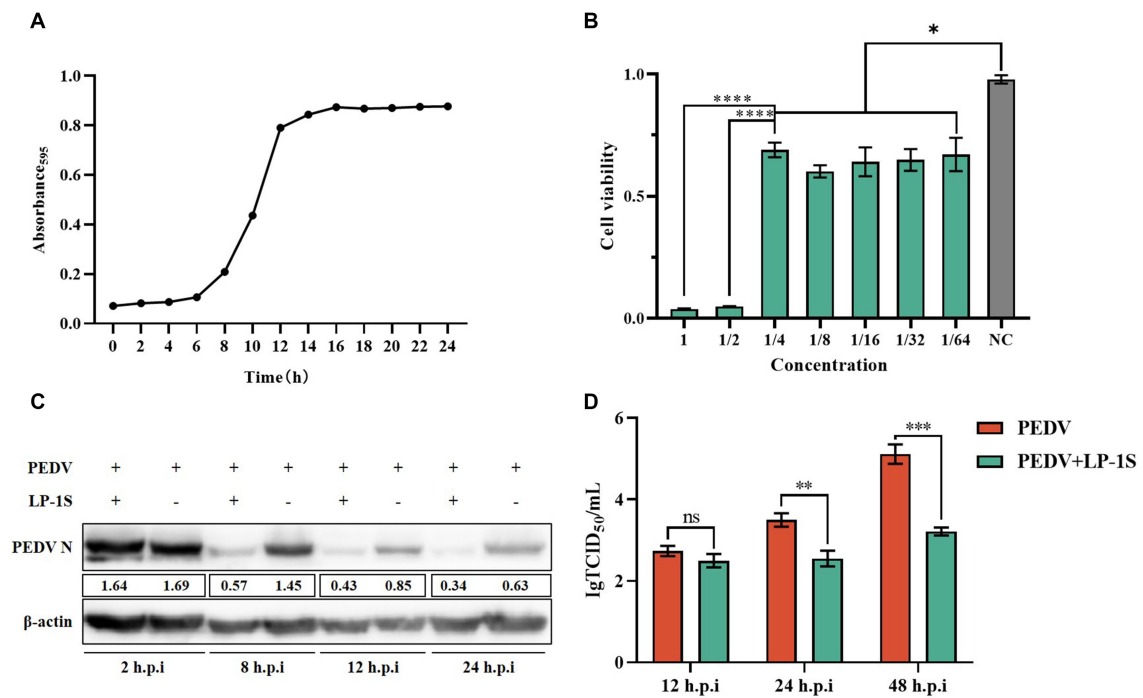 A
Absorbance595
1.0
0.8
0.6
0.4
0.2
0.0
0 2 4 6 8 10 12 14 16 18 20 22 24
Time(h)
B
*
****
****
Cell viability
1.0
0.5
0.0
1 1/2 1/4 1/8 1/16 1/32 1/64 NC
Concentration
C
PEDV + + + + + + + +
LP-1S + - + - + - + -
PEDV N
1.64 1.69 0.57 1.45 0.43 0.85 0.34 0.63
β-actin
2 h.p.i 8 h.p.i 12 h.p.i 24 h.p.i
D
PEDV
PEDV+LP-1S
lgTCID50/mL
6
4
2
0
ns
**
***
12 h.p.i 24 h.p.i 48 h.p.i